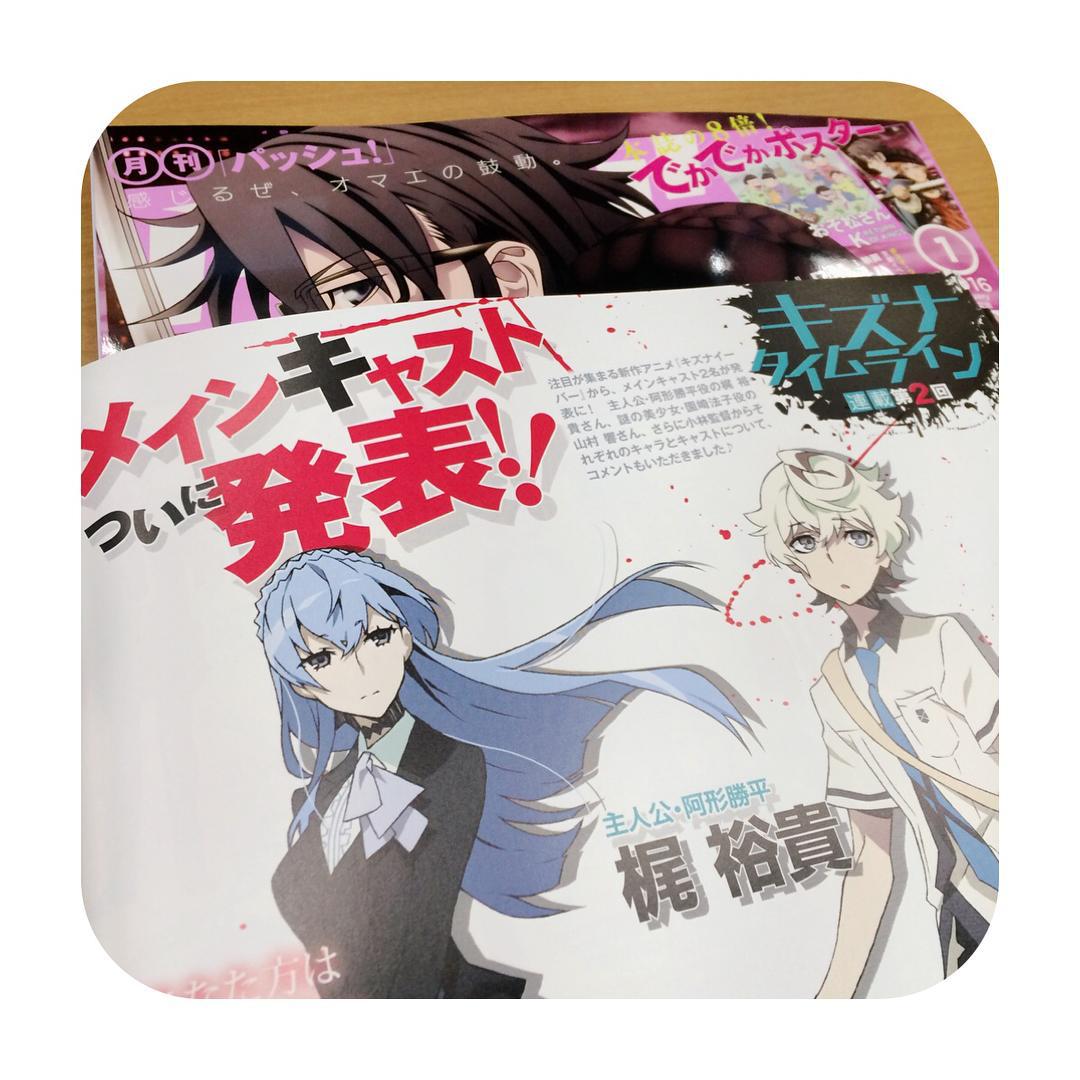 月刊「パッシュ!」
感じるぜ、オマエの鼓動。
本誌の8倍!
でかでかポスター
おそ松さん
K
1
メインキャスト
ついに発表!!
注目が集まる新作アニメ『キズナイー
バー』から、メインキャスト2名が発
表に! 主人公・阿形勝平役の梶 裕
貴さん、謎の美少女・園崎法子役の
山村 響さん、さらに小林監督からそ
れぞれのキャラとキャストについて、
コメントもいただきました♪
キズナ
タイムライン
連載第2回
主人公・阿形勝平
梶 裕貴
なた方は